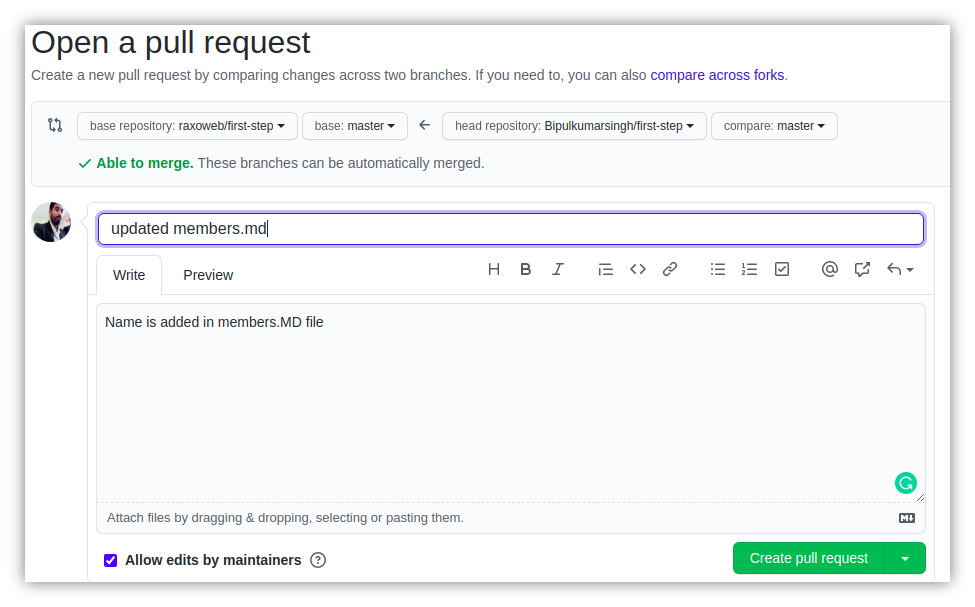 Open a pull request
Create a new pull request by comparing changes across two branches. If you need to, you can also compare across forks.
base repository: raxoweb/first-step base: master head repository: Bipulkumarsingh/first-step compare: master
Able to merge. These branches can be automatically merged.
updated members.md
Write Preview
Name is added in members.MD file
Attach files by dragging & dropping, selecting or pasting them.
Allow edits by maintainers
Create pull request